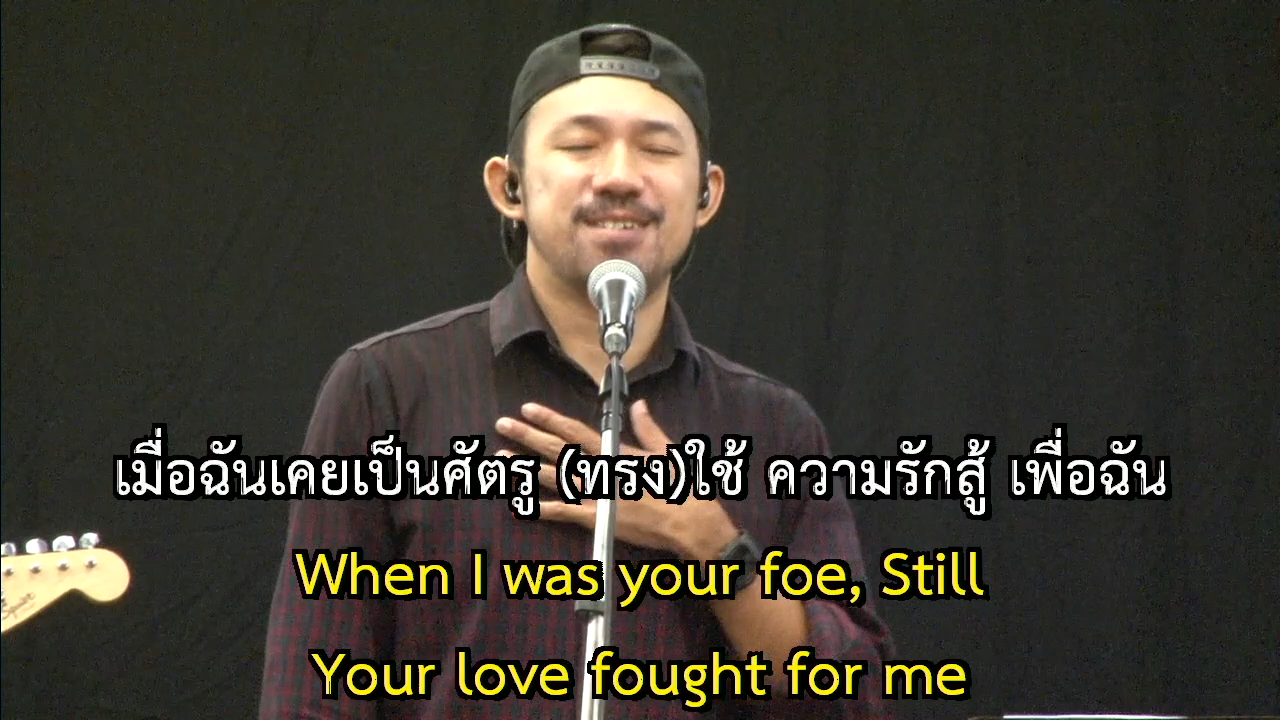 เมื่อฉันเคยเป็นศัตรู (ทรง)ใช้ ความรักสู้ เพื่อฉัน
When I was your foe, Still
Your love fought for me
Squier